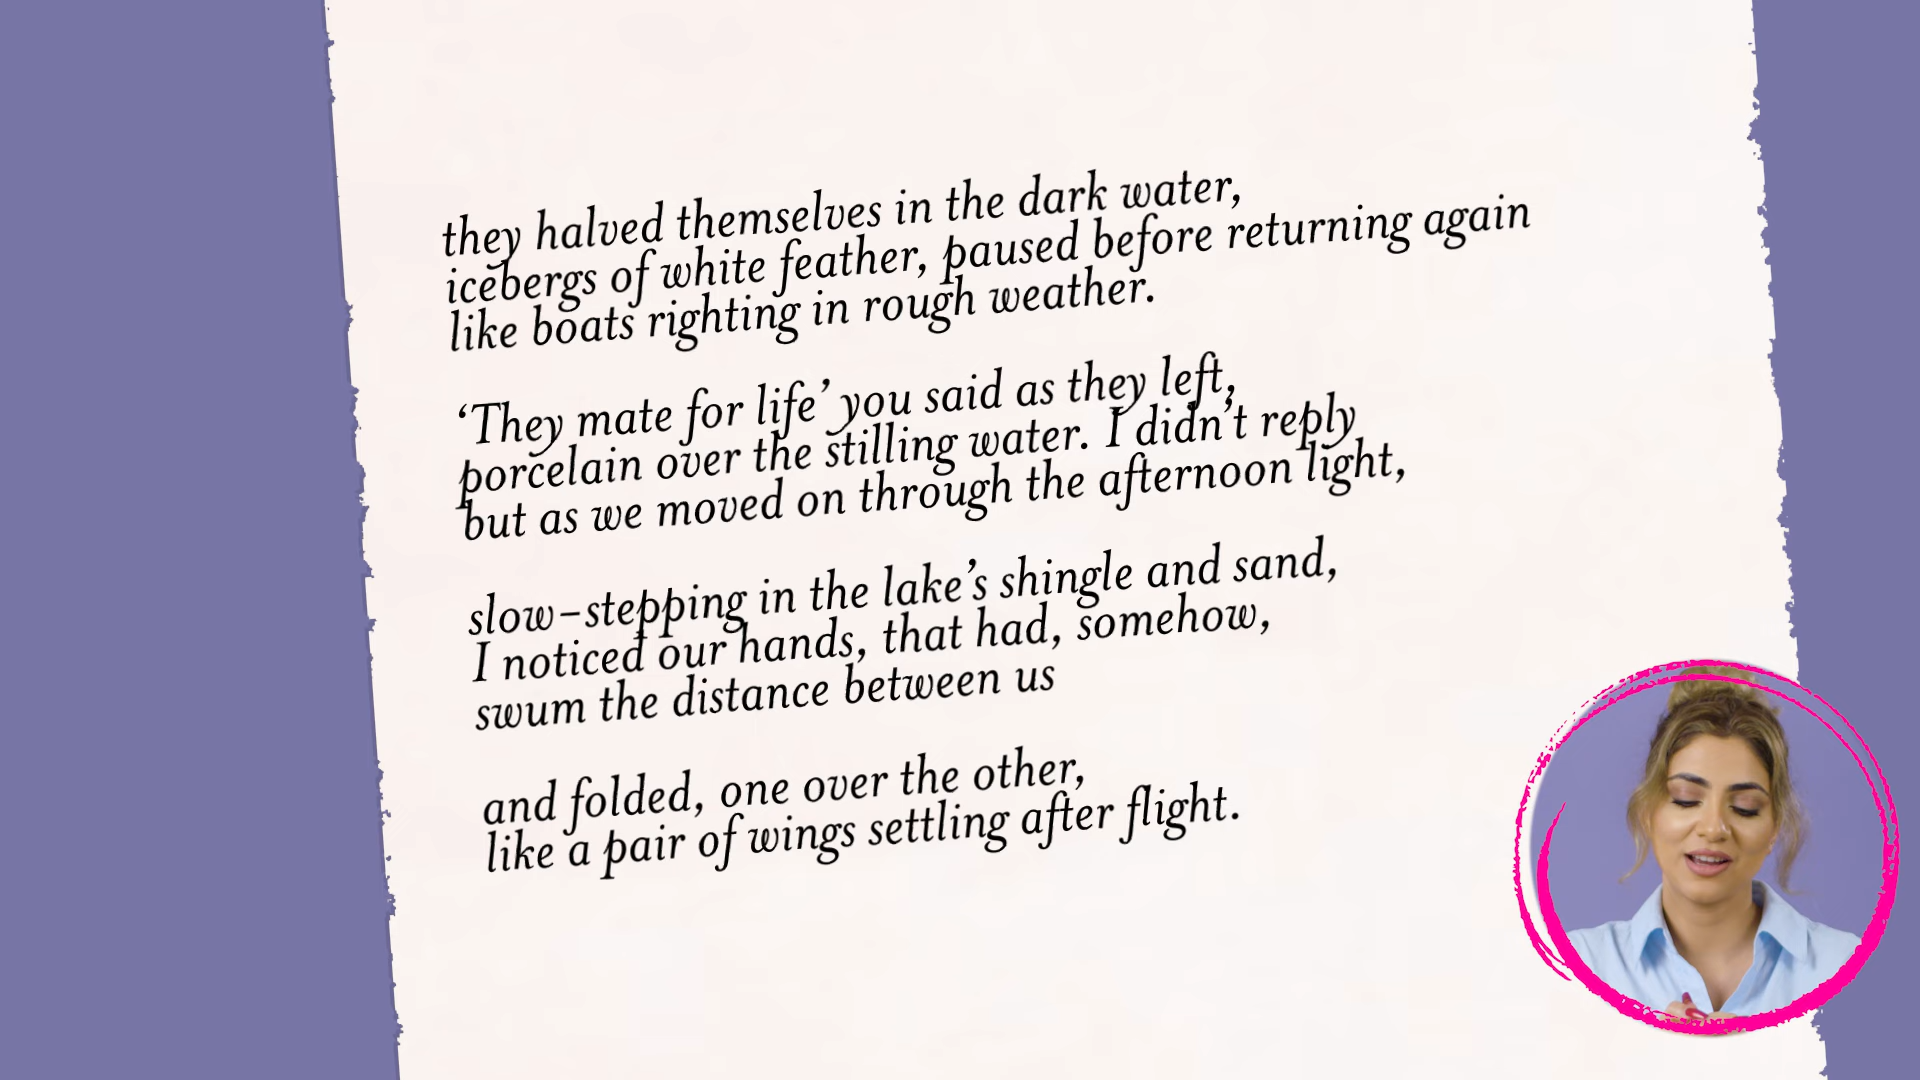 they halved themselves in the dark water,
icebergs of white feather, paused before returning again
like boats righting in rough weather.
‘They mate for life’ you said as they left,
porcelain over the stilling water. I didn’t reply
but as we moved on through the afternoon light,
slow-stepping in the lake’s shingle and sand,
I noticed our hands, that had, somehow,
swum the distance between us
and folded, one over the other,
like a pair of wings settling after flight.